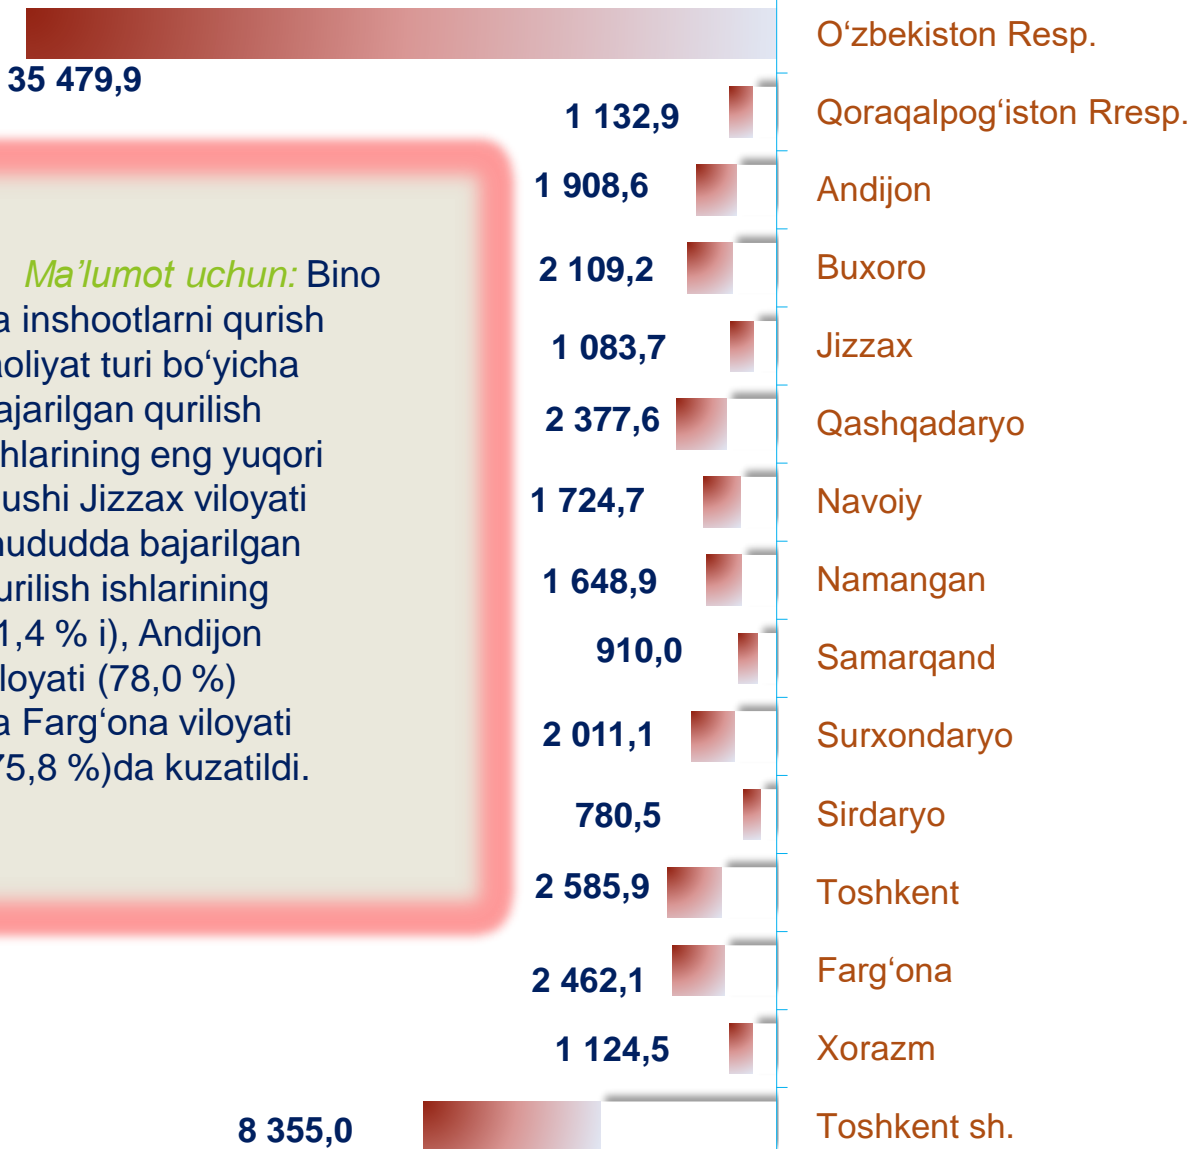 O‘zbekiston Resp.
35 479,9
1 132,9 Qoraqalpog‘iston Rresp.
1 908,6 Andijon
2 109,2 Buxoro
1 083,7 Jizzax
2 377,6 Qashqadaryo
1 724,7 Navoiy
1 648,9 Namangan
910,0 Samarqand
2 011,1 Surxondaryo
780,5 Sirdaryo
2 585,9 Toshkent
2 462,1 Farg‘ona
1 124,5 Xorazm
8 355,0 Toshkent sh.
Ma’lumot uchun: Bino
a inshootlarni qurish
aoliyat turi bo‘yicha
ajarilgan qurilish
hlarining eng yuqori
ushi Jizzax viloyati
hududda bajarilgan
urilish ishlarining
1,4 % i), Andijon
loyati (78,0 %)
a Farg‘ona viloyati
75,8 %)da kuzatildi.